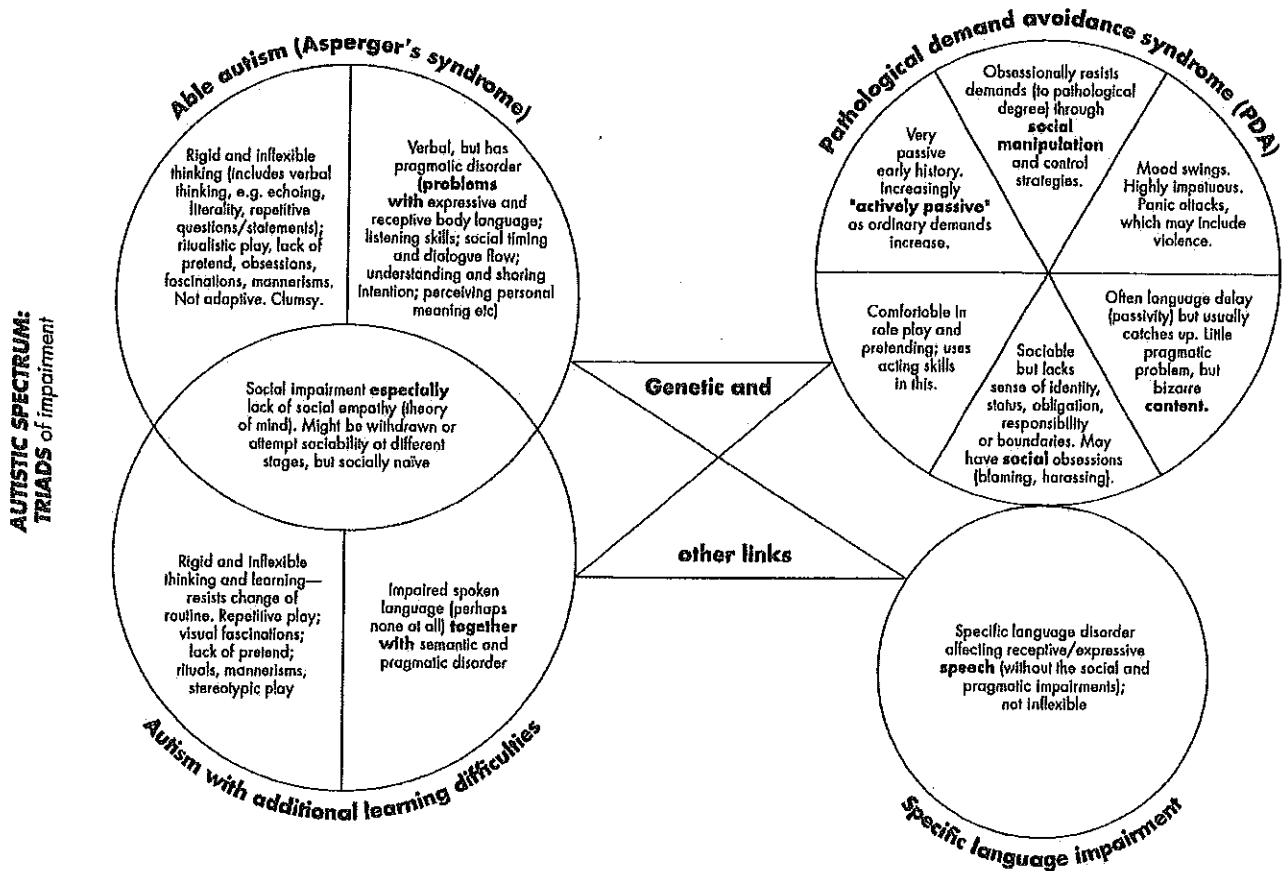 AUTISTIC SPECTRUM:
TRIADS of impairment
Able autism (Asperger's syndrome)
Rigid and inflexible
thinking (includes verbal
thinking, e.g. echoing,
literality, repetitive
questions/statements);
ritualistic play, lack of
pretend, obsessions,
fascinations, mannerisms.
Not adaptive. Clumsy.
Verbal, but has
pragmatic disorder
(problems
with expressive and
receptive body language;
listening skills; social timing
and dialogue flow;
understanding and sharing
intention; perceiving personal
meaning etc)
Social impairment especially
lack of social empathy (theory
of mind). Might be withdrawn or
attempt sociability at different
stages, but socially naïve
Rigid and inflexible
thinking and learning—
resists change of
routine. Repetitive play;
visual fascinations;
lack of pretend;
rituals, mannerisms,
stereotypic play
Impaired spoken
language (perhaps
none at all) together
with semantic and
pragmatic disorder
Autism with additional learning difficulties
Genetic and
other links
Pathological demand avoidance syndrome (PDA)
Very
passive
early history.
Increasingly
"actively passive"
as ordinary demands
increase.
Obsessionally resists
demands (to pathological
degree) through
social
manipulation
and control
strategies.
Mood swings.
Highly impetuous.
Panic attacks,
which may include
violence.
Comfortable in
role play and
pretending; uses
acting skills
in this.
Sociable
but lacks
sense of identity,
status, obligation,
responsibility
or boundaries. May
have social obsessions
(blaming, harassing).
Often language delay
(passivity) but usually
catches up. Little
pragmatic
problem, but
bizarre
content.
Specific language disorder
affecting receptive/expressive
speech (without the social and
pragmatic impairments);
not inflexible
Specific language impairment